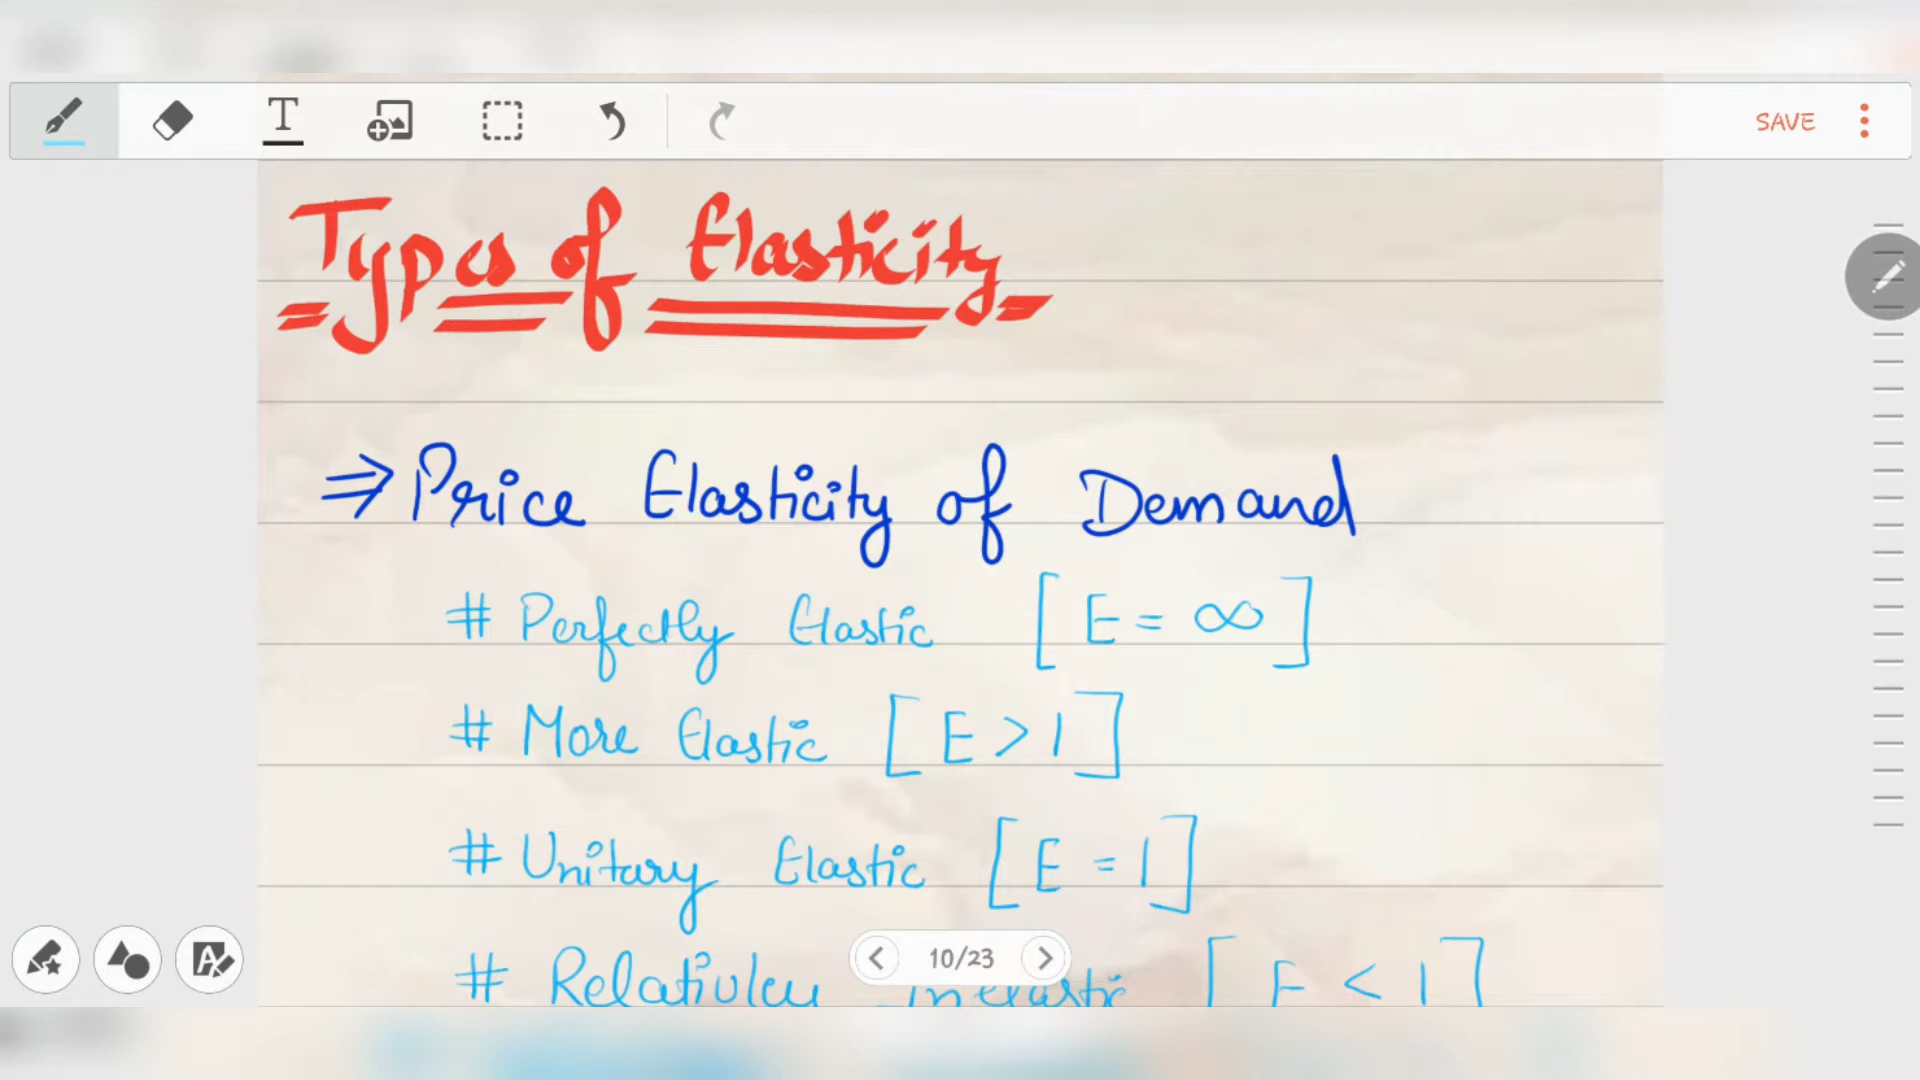 T
SAVE
Types of Elasticity
⇒ Price Elasticity of Demand
# Perfectly Elastic [E = ∞]
# More Elastic [E > 1]
# Unitary Elastic [E = 1]
# Relatively Inelastic [E < 1]
10/23